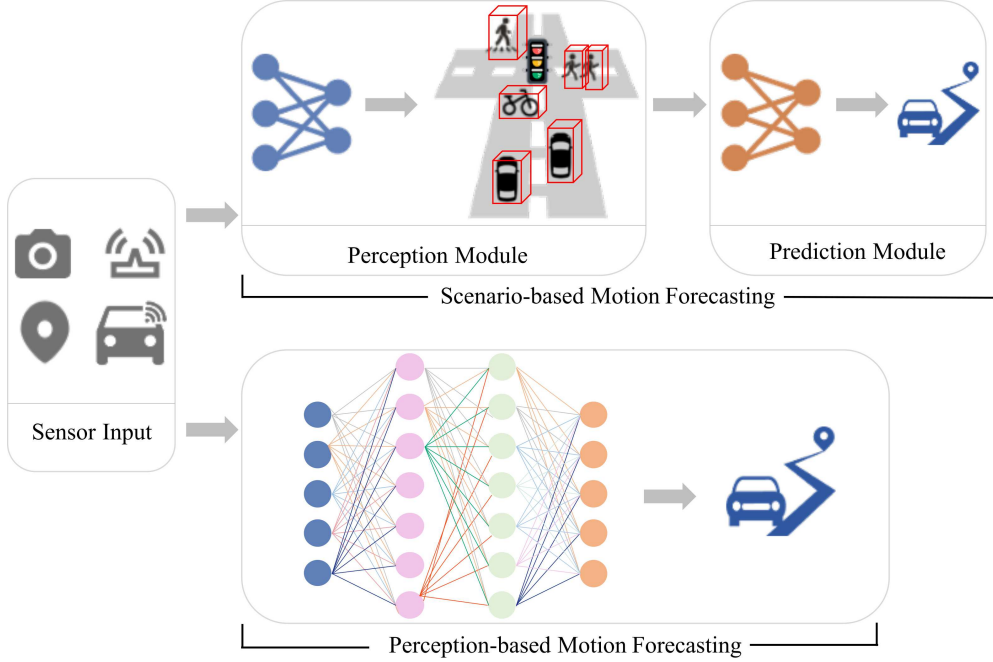 Perception Module
Prediction Module
Scenario-based Motion Forecasting
Sensor Input
Perception-based Motion Forecasting